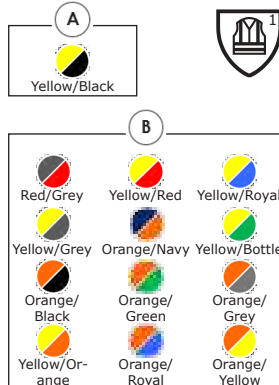 A
1
Yellow/Black
B
Red/Grey Yellow/Red Yellow/Royal
Yellow/Grey Orange/Navy Yellow/Bottle
Orange/ Orange/ Orange/
Black Green Grey
Yellow/Or- Orange/ Orange/
ange Royal Yellow